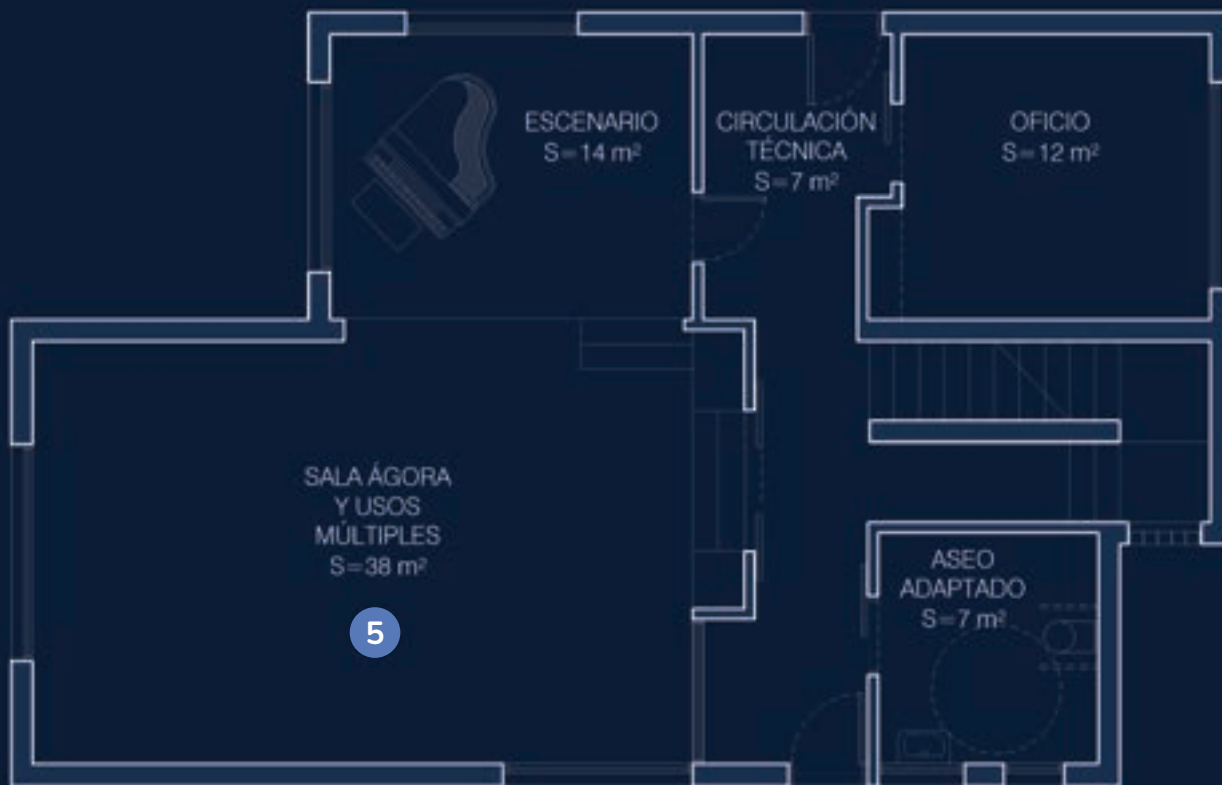 ESCENARIO
S=14 m²
CIRCULACIÓN
TÉCNICA
S=7 m²
OFICIO
S=12 m²
SALA ÁGORA
Y USOS
MÚLTIPLES
S=38 m²
5
ASEO
ADAPTADO
S=7 m²